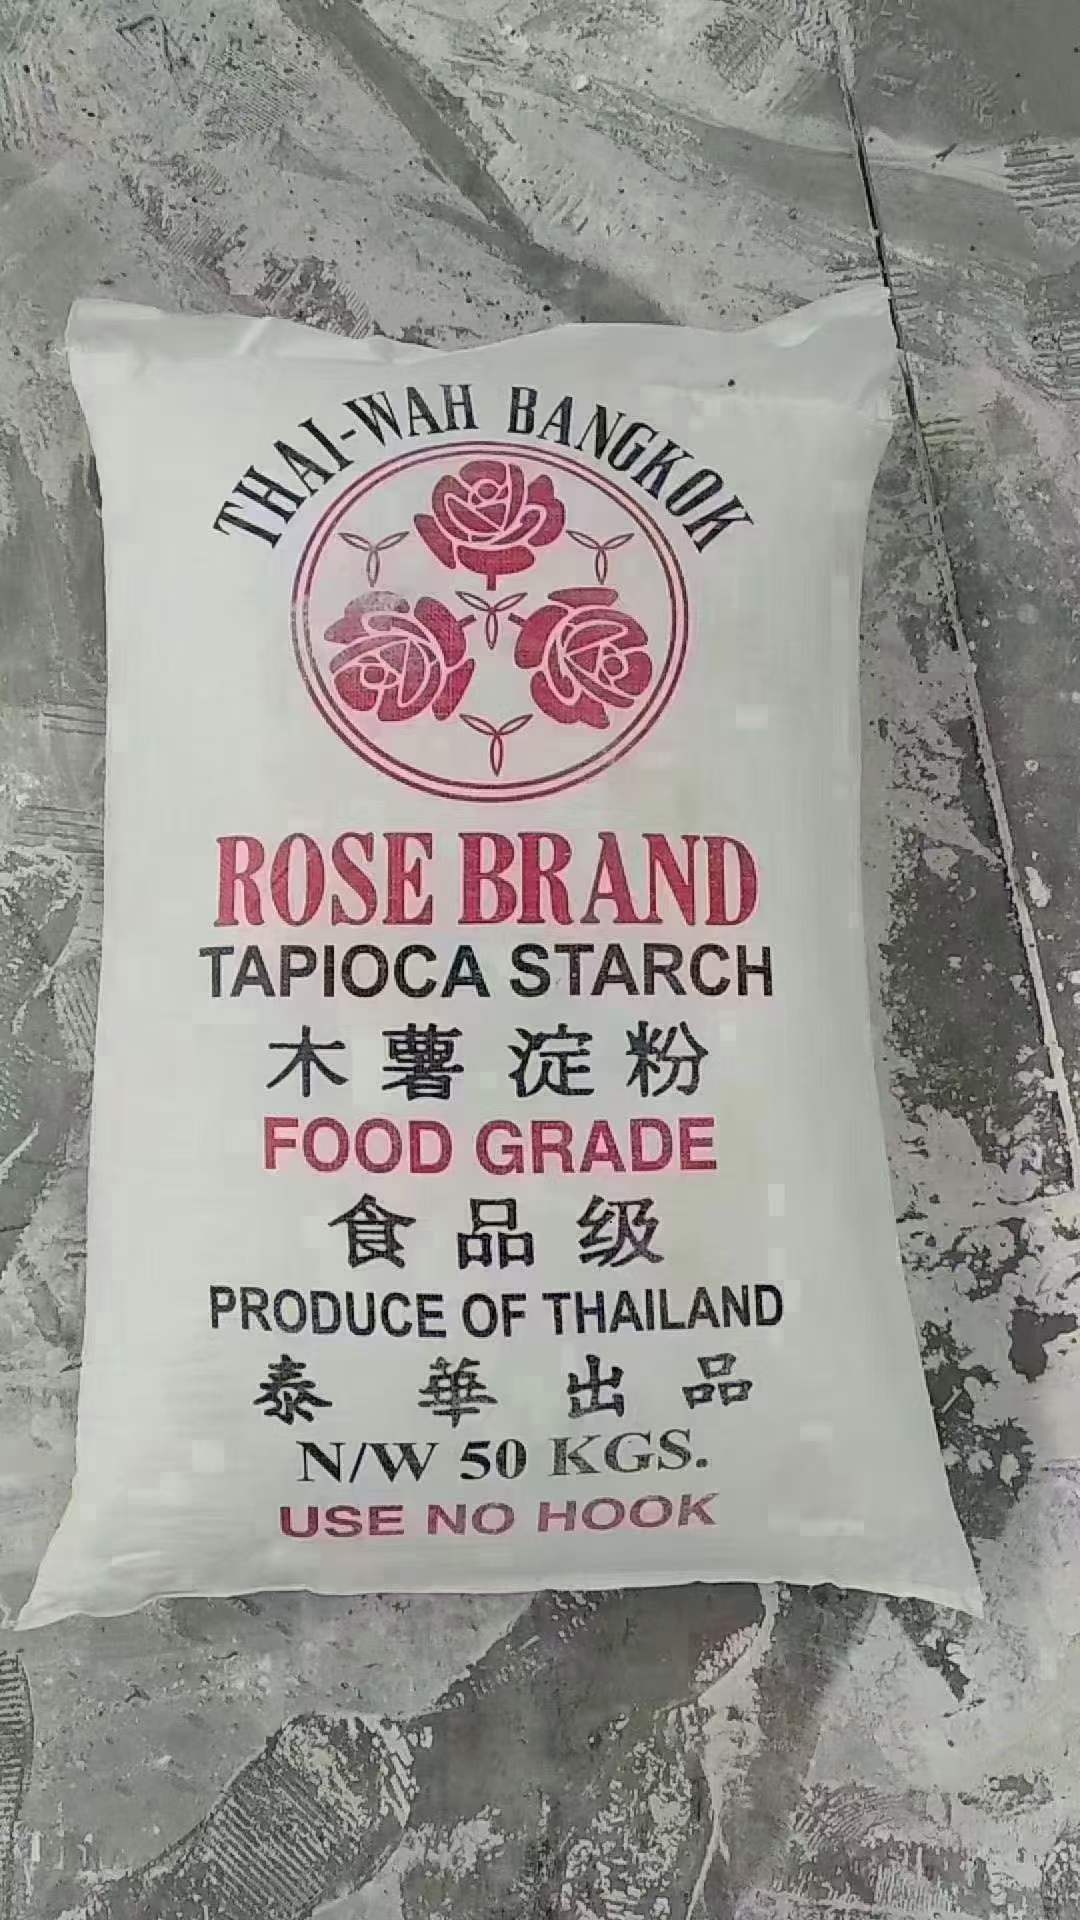 THAI-WAH BANGKOK
ROSE BRAND
TAPIOCA STARCH
木薯淀粉
FOOD GRADE
食品级
PRODUCE OF THAILAND
泰華出品
N/W 50 KGS.
USE NO HOOK